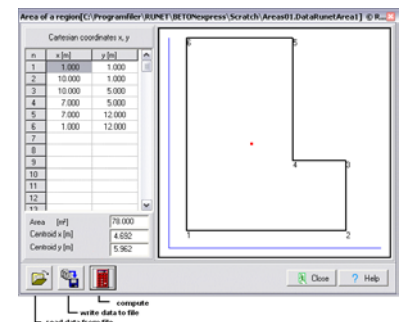 Area of a region[C:\Programfiler\RUNET\BETONexpress\Scratch\Areas01.DataRunetArea1] © R...
Cartesian coordinates x, y
n x [m] y [m]
1 1.000 1.000
2 10.000 1.000
3 10.000 5.000
4 7.000 5.000
5 7.000 12.000
6 1.000 12.000
7
8
9
10
11
12
13
Area [m²] 78.000
Centroid x [m] 4.692
Centroid y [m] 5.962
6 5
4 3
1 2
Close ? Help
compute
write data to file
read data from file